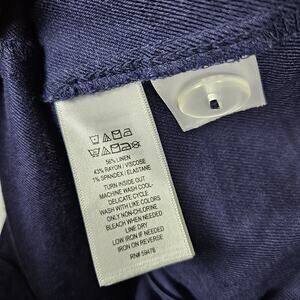 56% LINEN
43% RAYON / VISCOSE
1% SPANDEX / ELASTANE
TURN INSIDE OUT
MACHINE WASH COOL-
DELICATE CYCLE
WASH WITH LIKE COLORS
ONLY NON-CHLORINE
BLEACH WHEN NEEDED
LINE DRY
LOW IRON IF NEEDED
IRON ON REVERSE
RN# 59478